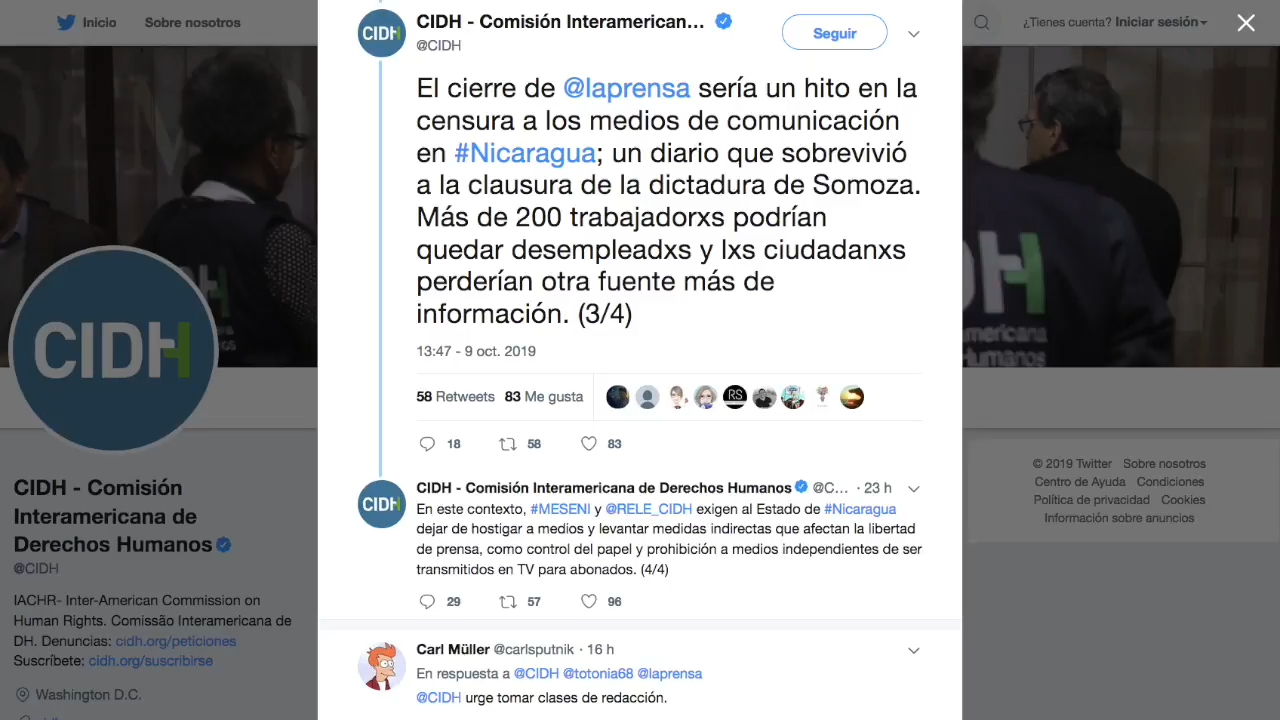 Inicio
Sobre nosotros
¿Tienes cuenta? Iniciar sesión
CIDH
CIDH - Comisión Interamerican...
@CIDH
Seguir
El cierre de @laprensa sería un hito en la
censura a los medios de comunicación
en #Nicaragua; un diario que sobrevivió
a la clausura de la dictadura de Somoza.
Más de 200 trabajadorxs podrían
quedar desempleadxs y lxs ciudadanxs
perderían otra fuente más de
información. (3/4)
13:47 - 9 oct. 2019
58 Retweets 83 Me gusta
RS
18 58 83
CIDH
CIDH - Comisión Interamericana de Derechos Humanos @C... · 23 h
En este contexto, #MESENI y @RELE_CIDH exigen al Estado de #Nicaragua
dejar de hostigar a medios y levantar medidas indirectas que afectan la libertad
de prensa, como control del papel y prohibición a medios independientes de ser
transmitidos en TV para abonados. (4/4)
29 57 96
Carl Müller @carlsputnik · 16 h
En respuesta a @CIDH @totonia68 @laprensa
@CIDH urge tomar clases de redacción.
CIDH
CIDH - Comisión
Interamericana de
Derechos Humanos
@CIDH
IACHR- Inter-American Commission on
Human Rights. Comissão Interamericana de
DH. Denuncias: cidh.org/peticiones
Suscríbete: cidh.org/suscribirse
Washington D.C.
DH
mericana
Humanos
© 2019 Twitter Sobre nosotros
Centro de Ayuda Condiciones
Política de privacidad Cookies
Información sobre anuncios